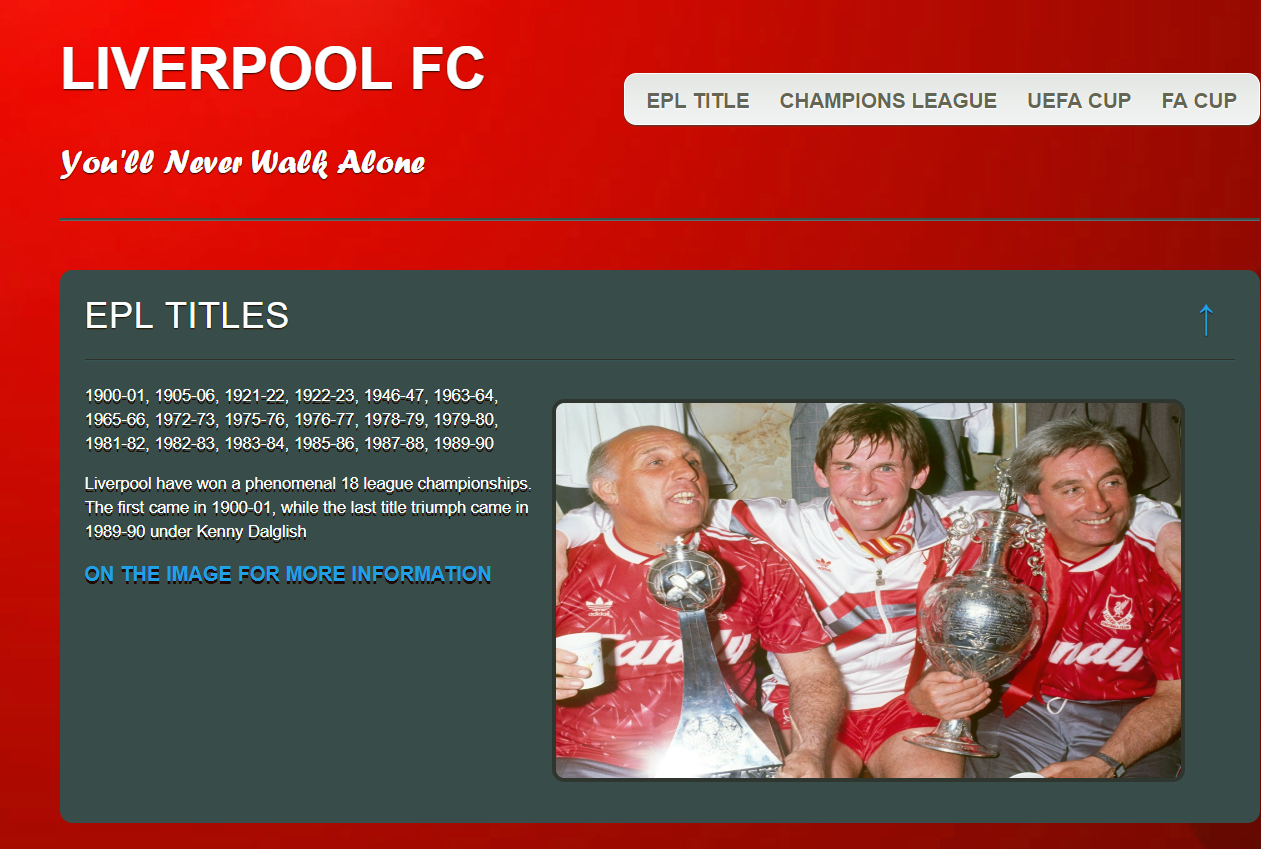 LIVERPOOL FC
EPL TITLE CHAMPIONS LEAGUE UEFA CUP FA CUP
You'll Never Walk Alone
EPL TITLES
↑
1900-01, 1905-06, 1921-22, 1922-23, 1946-47, 1963-64,
1965-66, 1972-73, 1975-76, 1976-77, 1978-79, 1979-80,
1981-82, 1982-83, 1983-84, 1985-86, 1987-88, 1989-90
Liverpool have won a phenomenal 18 league championships.
The first came in 1900-01, while the last title triumph came in
1989-90 under Kenny Dalglish
ON THE IMAGE FOR MORE INFORMATION
adidas
andy
andy